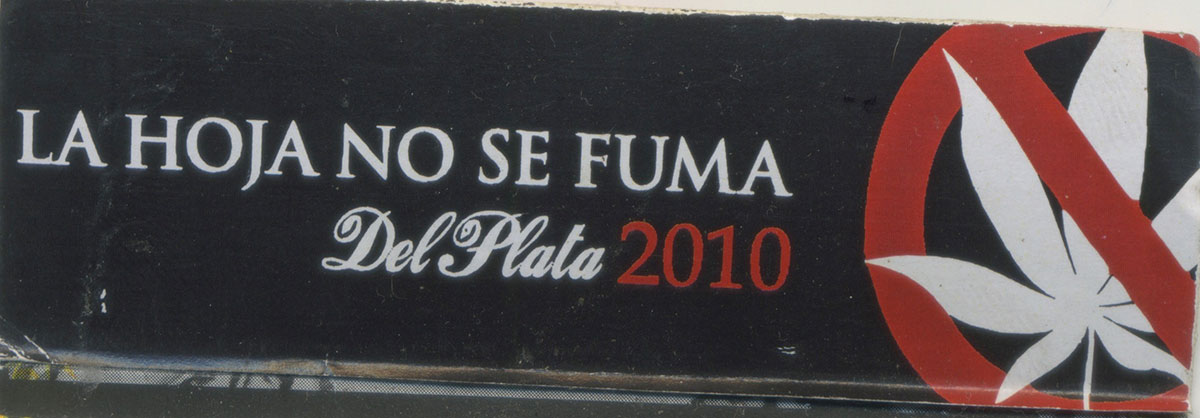 LA HOJA NO SE FUMA
Del Plata 2010